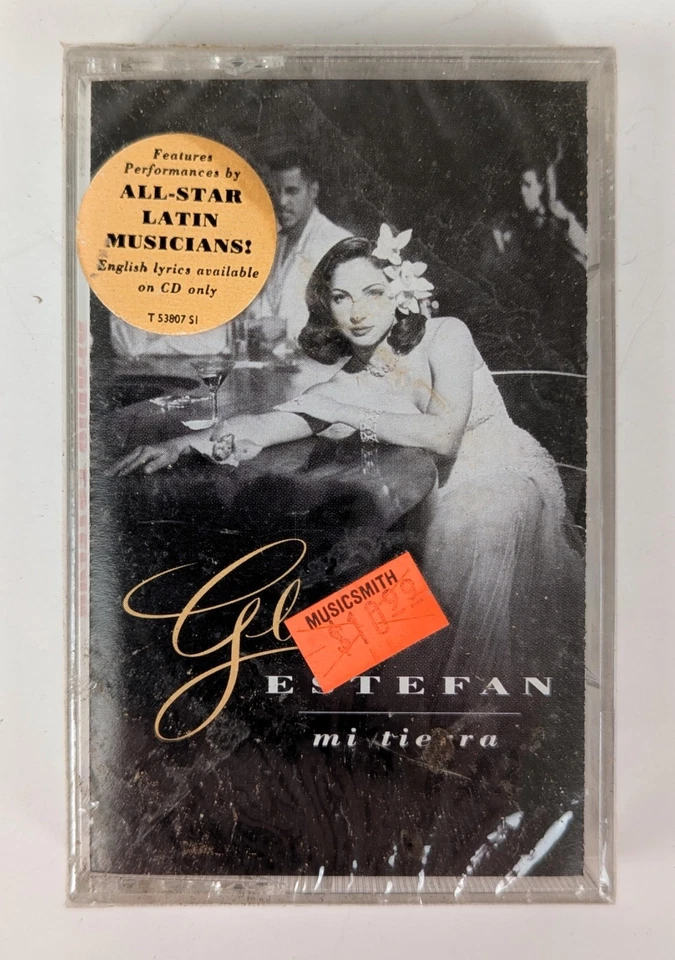 Features
Performances by
ALL-STAR
LATIN
MUSICIANS!
English lyrics available
on CD only
T 53807 SI
Gl
MUSICSMITH
ESTEFAN
mi tierra